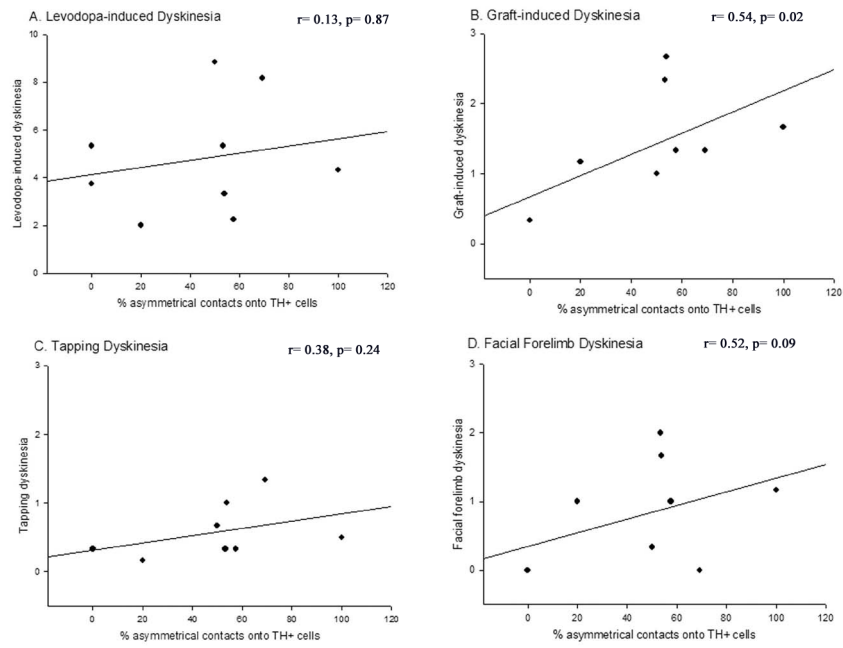 A. Levodopa-induced Dyskinesia
r= 0.13, p= 0.87
Levodopa-induced dyskinesia
10
8
6
4
2
0
0 20 40 60 80 100 120
% asymmetrical contacts onto TH+ cells
B. Graft-induced Dyskinesia
r= 0.54, p= 0.02
Graft-induced dyskinesia
3
2
1
0
0 20 40 60 80 100 120
% asymmetrical contacts onto TH+ cells
C. Tapping Dyskinesia
r= 0.38, p= 0.24
Tapping dyskinesia
3
2
1
0
0 20 40 60 80 100 120
% asymmetrical contacts onto TH+ cells
D. Facial Forelimb Dyskinesia
r= 0.52, p= 0.09
Facial forelimb dyskinesia
3
2
1
0
0 20 40 60 80 100 120
% asymmetrical contacts onto TH+ cells